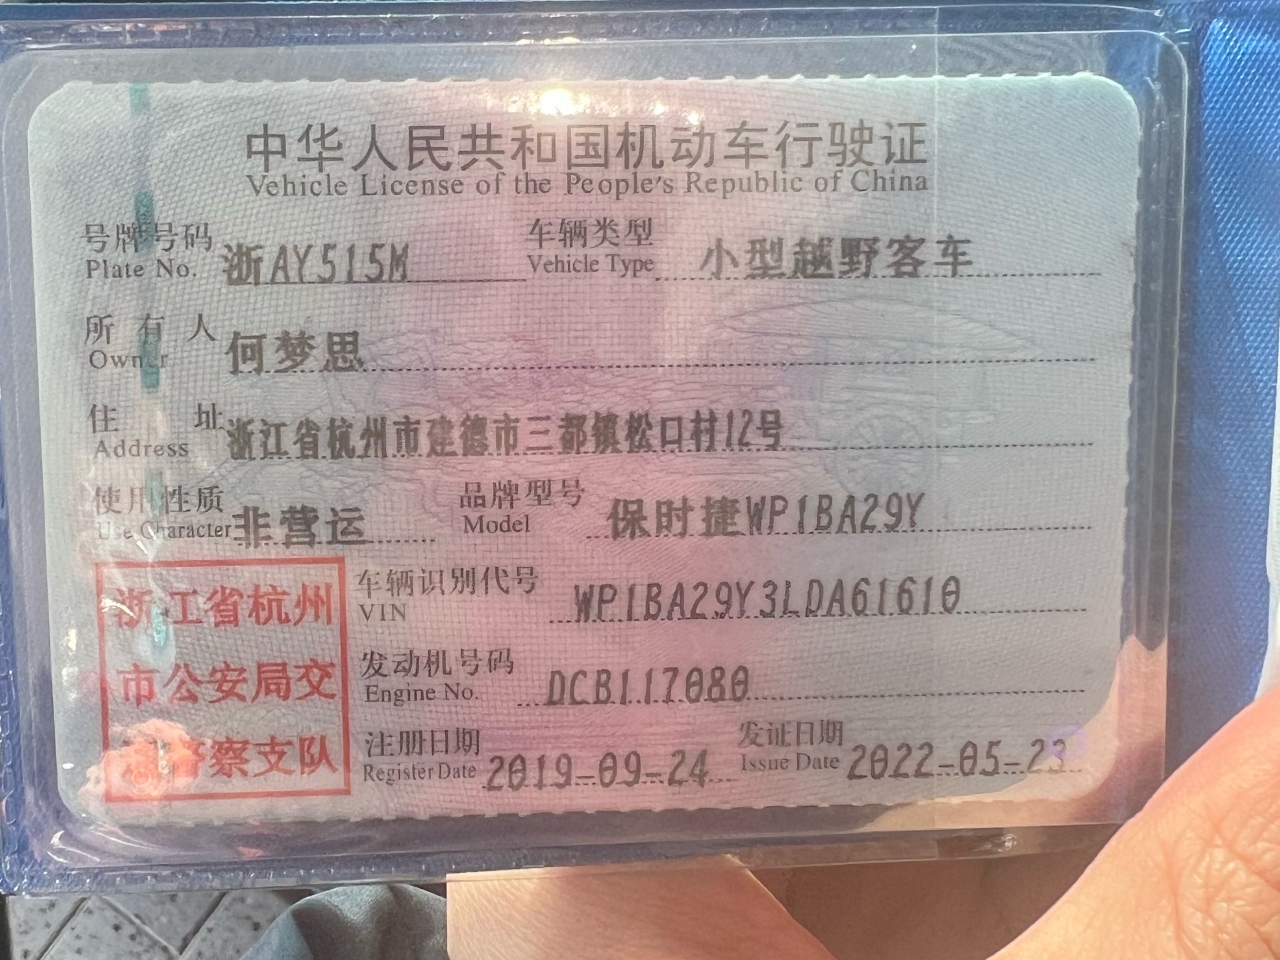 中华人民共和国机动车行驶证
Vehicle License of the People's Republic of China
号牌号码 浙AY515M 车辆类型 小型越野客车
Plate No. Vehicle Type
所有人 何梦思
Owner
住址 浙江省杭州市建德市三都镇松口村12号
Address
使用性质 非营运 品牌型号 保时捷WP1BA29Y
Use Character Model
浙江省杭州 车辆识别代号 WP1BA29Y3LDA61610
VIN
市公安局交 发动机号码 DCB117080
Engine No.
警察支队 注册日期 2019-09-24 发证日期 2022-05-23
Register Date Issue Date